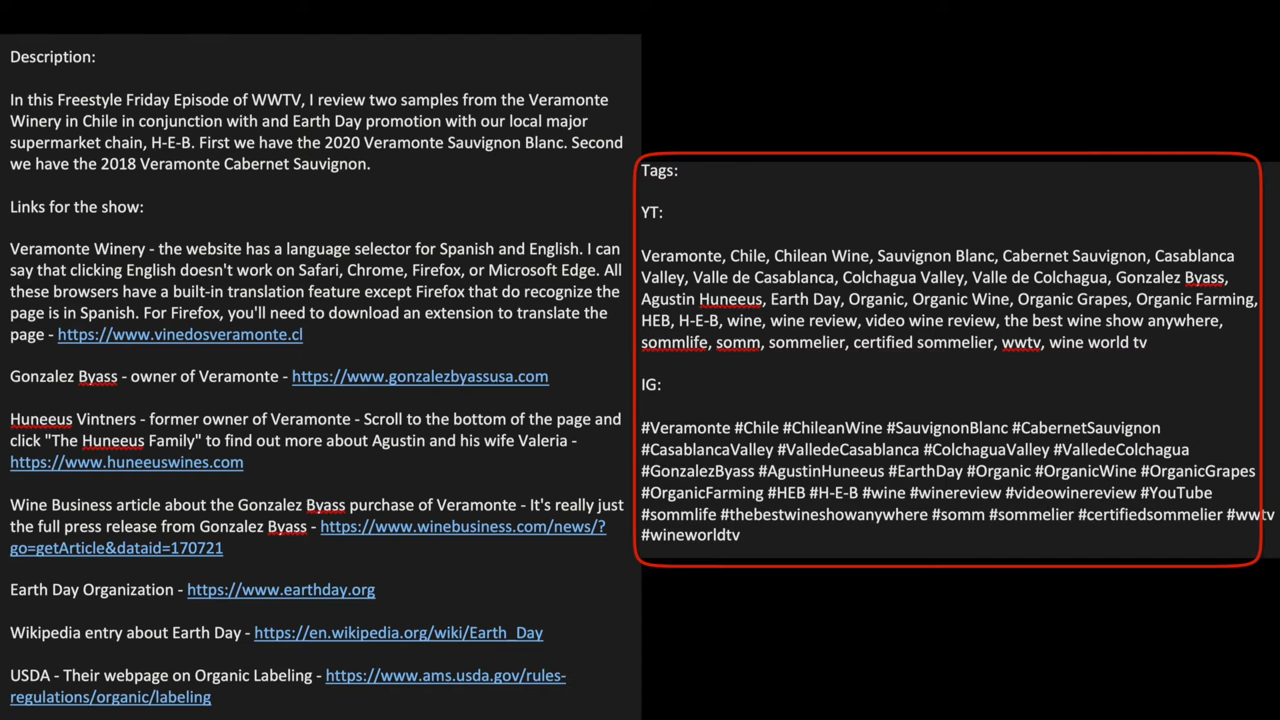 Description:
In this Freestyle Friday Episode of WWTV, I review two samples from the Veramonte
Winery in Chile in conjunction with and Earth Day promotion with our local major
supermarket chain, H-E-B. First we have the 2020 Veramonte Sauvignon Blanc. Second
we have the 2018 Veramonte Cabernet Sauvignon.
Links for the show:
Veramonte Winery - the website has a language selector for Spanish and English. I can
say that clicking English doesn't work on Safari, Chrome, Firefox, or Microsoft Edge. All
these browsers have a built-in translation feature except Firefox that do recognize the
page is in Spanish. For Firefox, you'll need to download an extension to translate the
page - https://www.vinedosveramonte.cl
Gonzalez Byass - owner of Veramonte - https://www.gonzalezbyassusa.com
Huneeus Vintners - former owner of Veramonte - Scroll to the bottom of the page and
click "The Huneeus Family" to find out more about Agustin and his wife Valeria -
https://www.huneeuswines.com
Wine Business article about the Gonzalez Byass purchase of Veramonte - It's really just
the full press release from Gonzalez Byass - https://www.winebusiness.com/news/?
go=getArticle&dataid=170721
Earth Day Organization - https://www.earthday.org
Wikipedia entry about Earth Day - https://en.wikipedia.org/wiki/Earth_Day
USDA - Their webpage on Organic Labeling - https://www.ams.usda.gov/rules-
regulations/organic/labeling
Tags:
YT:
Veramonte, Chile, Chilean Wine, Sauvignon Blanc, Cabernet Sauvignon, Casablanca
Valley, Valle de Casablanca, Colchagua Valley, Valle de Colchagua, Gonzalez Byass,
Agustin Huneeus, Earth Day, Organic, Organic Wine, Organic Grapes, Organic Farming,
HEB, H-E-B, wine, wine review, video wine review, the best wine show anywhere,
sommlife, somm, sommelier, certified sommelier, wwtv, wine world tv
IG:
#Veramonte #Chile #ChileanWine #SauvignonBlanc #CabernetSauvignon
#CasablancaValley #ValledeCasablanca #ColchaguaValley #ValledeColchagua
#GonzalezByass #AgustinHuneeus #EarthDay #Organic #OrganicWine #OrganicGrapes
#OrganicFarming #HEB #H-E-B #wine #winereview #videowinereview #YouTube
#sommlife #thebestwineshowanywhere #somm #sommelier #certifiedsommelier #wwtv
#wineworldtv